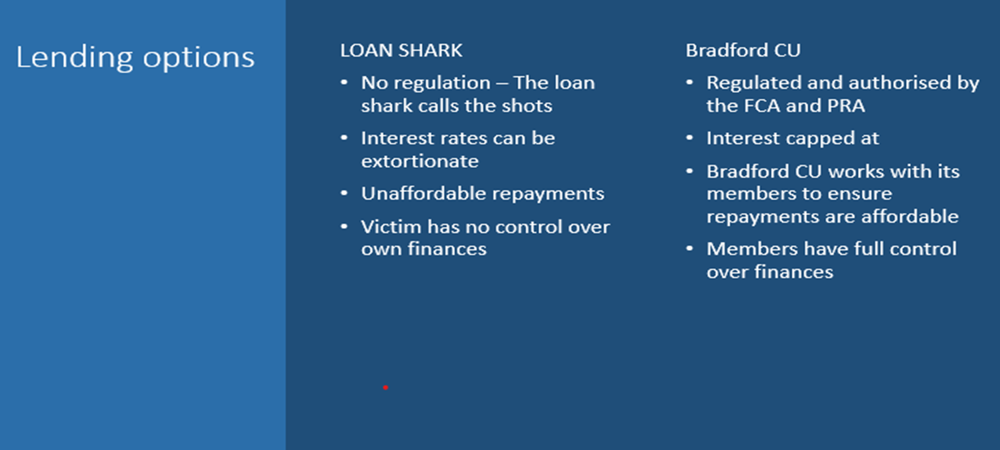 Lending options
LOAN SHARK
• No regulation – The loan
shark calls the shots
• Interest rates can be
extortionate
• Unaffordable repayments
• Victim has no control over
own finances
Bradford CU
• Regulated and authorised by
the FCA and PRA
• Interest capped at
• Bradford CU works with its
members to ensure
repayments are affordable
• Members have full control
over finances